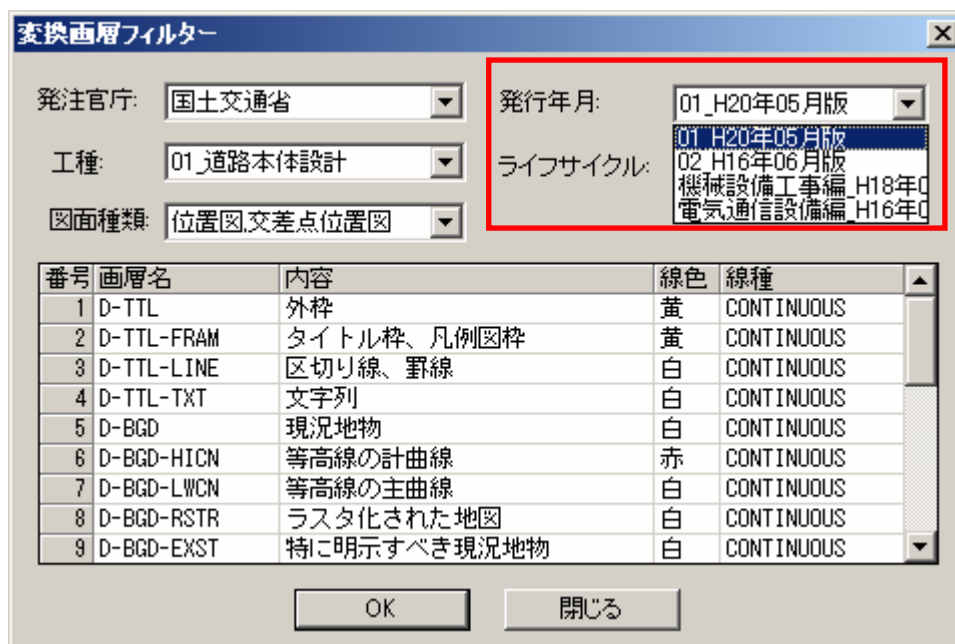 変換画層フィルター
発注官庁: 国土交通省
発行年月: 01_H20年05月版
01_H20年05月版
02_H16年06月版
機械設備工事編_H18年
電気通信設備編_H16年
工種: 01_道路本体設計
ライフサイクル:
図面種類: 位置図,交差点位置図
番号 画層名 内容 線色 線種
1 D-TTL 外枠 黄 CONTINUOUS
2 D-TTL-FRAM タイトル枠、凡例図枠 黄 CONTINUOUS
3 D-TTL-LINE 区切り線、罫線 白 CONTINUOUS
4 D-TTL-TXT 文字列 白 CONTINUOUS
5 D-BGD 現況地物 白 CONTINUOUS
6 D-BGD-HICN 等高線の計曲線 赤 CONTINUOUS
7 D-BGD-LWCN 等高線の主曲線 白 CONTINUOUS
8 D-BGD-RSTR ラスタ化された地図 白 CONTINUOUS
9 D-BGD-EXST 特に明示すべき現況地物 白 CONTINUOUS
OK 閉じる